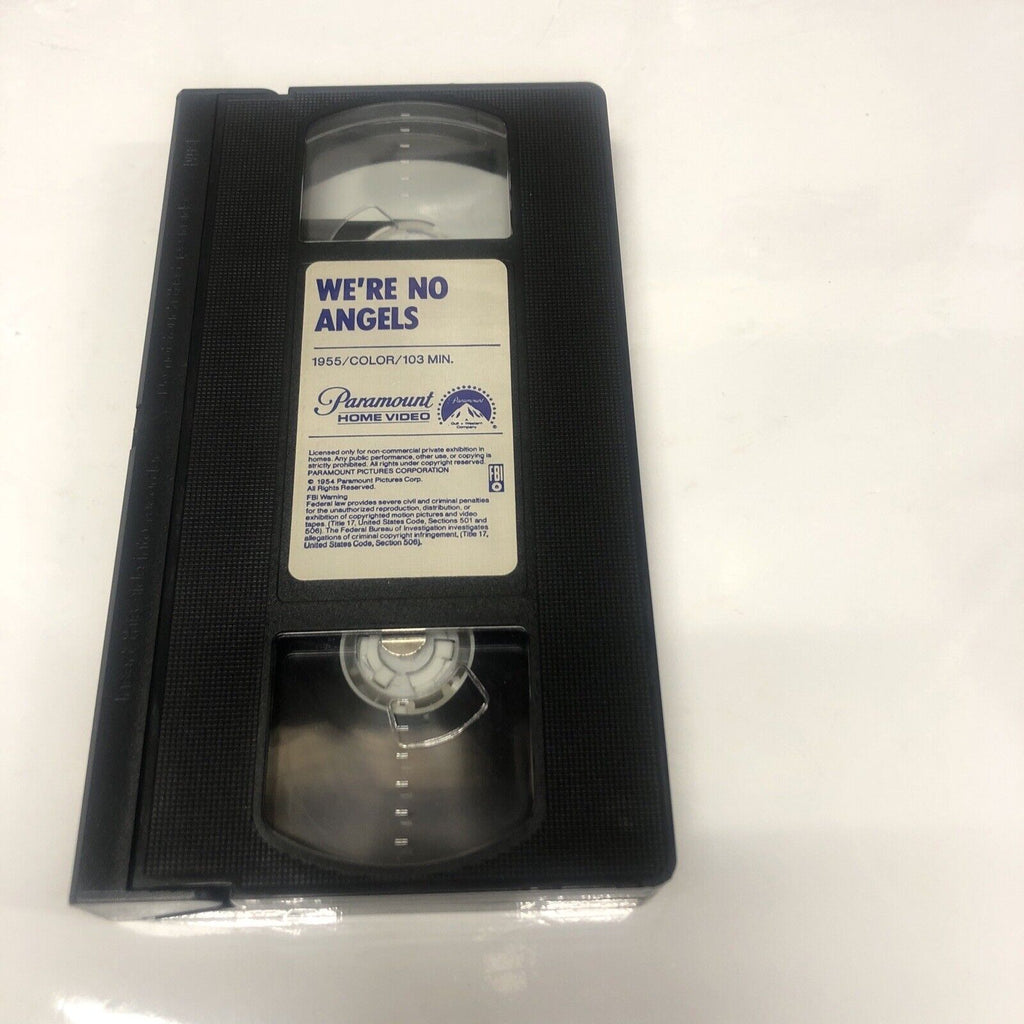 WE'RE NO
ANGELS
1955/COLOR/103 MIN.
Paramount
HOME VIDEO
Paramount
Gulf + Western
Company
®
Licensed only for non-commercial private exhibition in
homes. Any public performance, other use, or copying is
strictly prohibited. All rights under copyright reserved.
PARAMOUNT PICTURES CORPORATION
© 1954 Paramount Pictures Corp.
All Rights Reserved.
FBI
FBI Warning
Federal law provides severe civil and criminal penalties
for the unauthorized reproduction, distribution, or
exhibition of copyrighted motion pictures and video
tapes. (Title 17, United States Code, Sections 501 and
506). The Federal Bureau of Investigation investigates
allegations of criminal copyright infringement, (Title 17,
United States Code, Section 506).